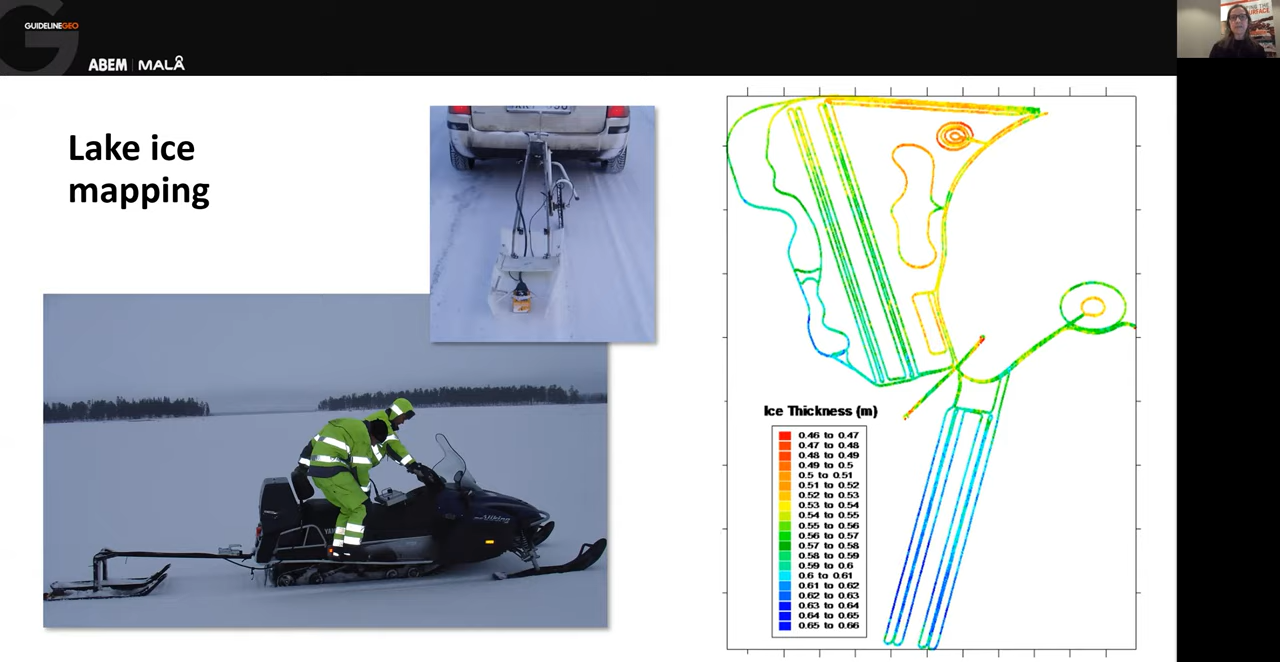 GUIDELINEGEO
ABEM | MALÅ
Lake ice
mapping
Viking
Ice Thickness (m)
0.46 to 0.47
0.47 to 0.48
0.48 to 0.49
0.49 to 0.5
0.5 to 0.51
0.51 to 0.52
0.52 to 0.53
0.53 to 0.54
0.54 to 0.55
0.55 to 0.56
0.56 to 0.57
0.57 to 0.58
0.58 to 0.59
0.59 to 0.6
0.6 to 0.61
0.61 to 0.62
0.62 to 0.63
0.63 to 0.64
0.64 to 0.65
0.65 to 0.66